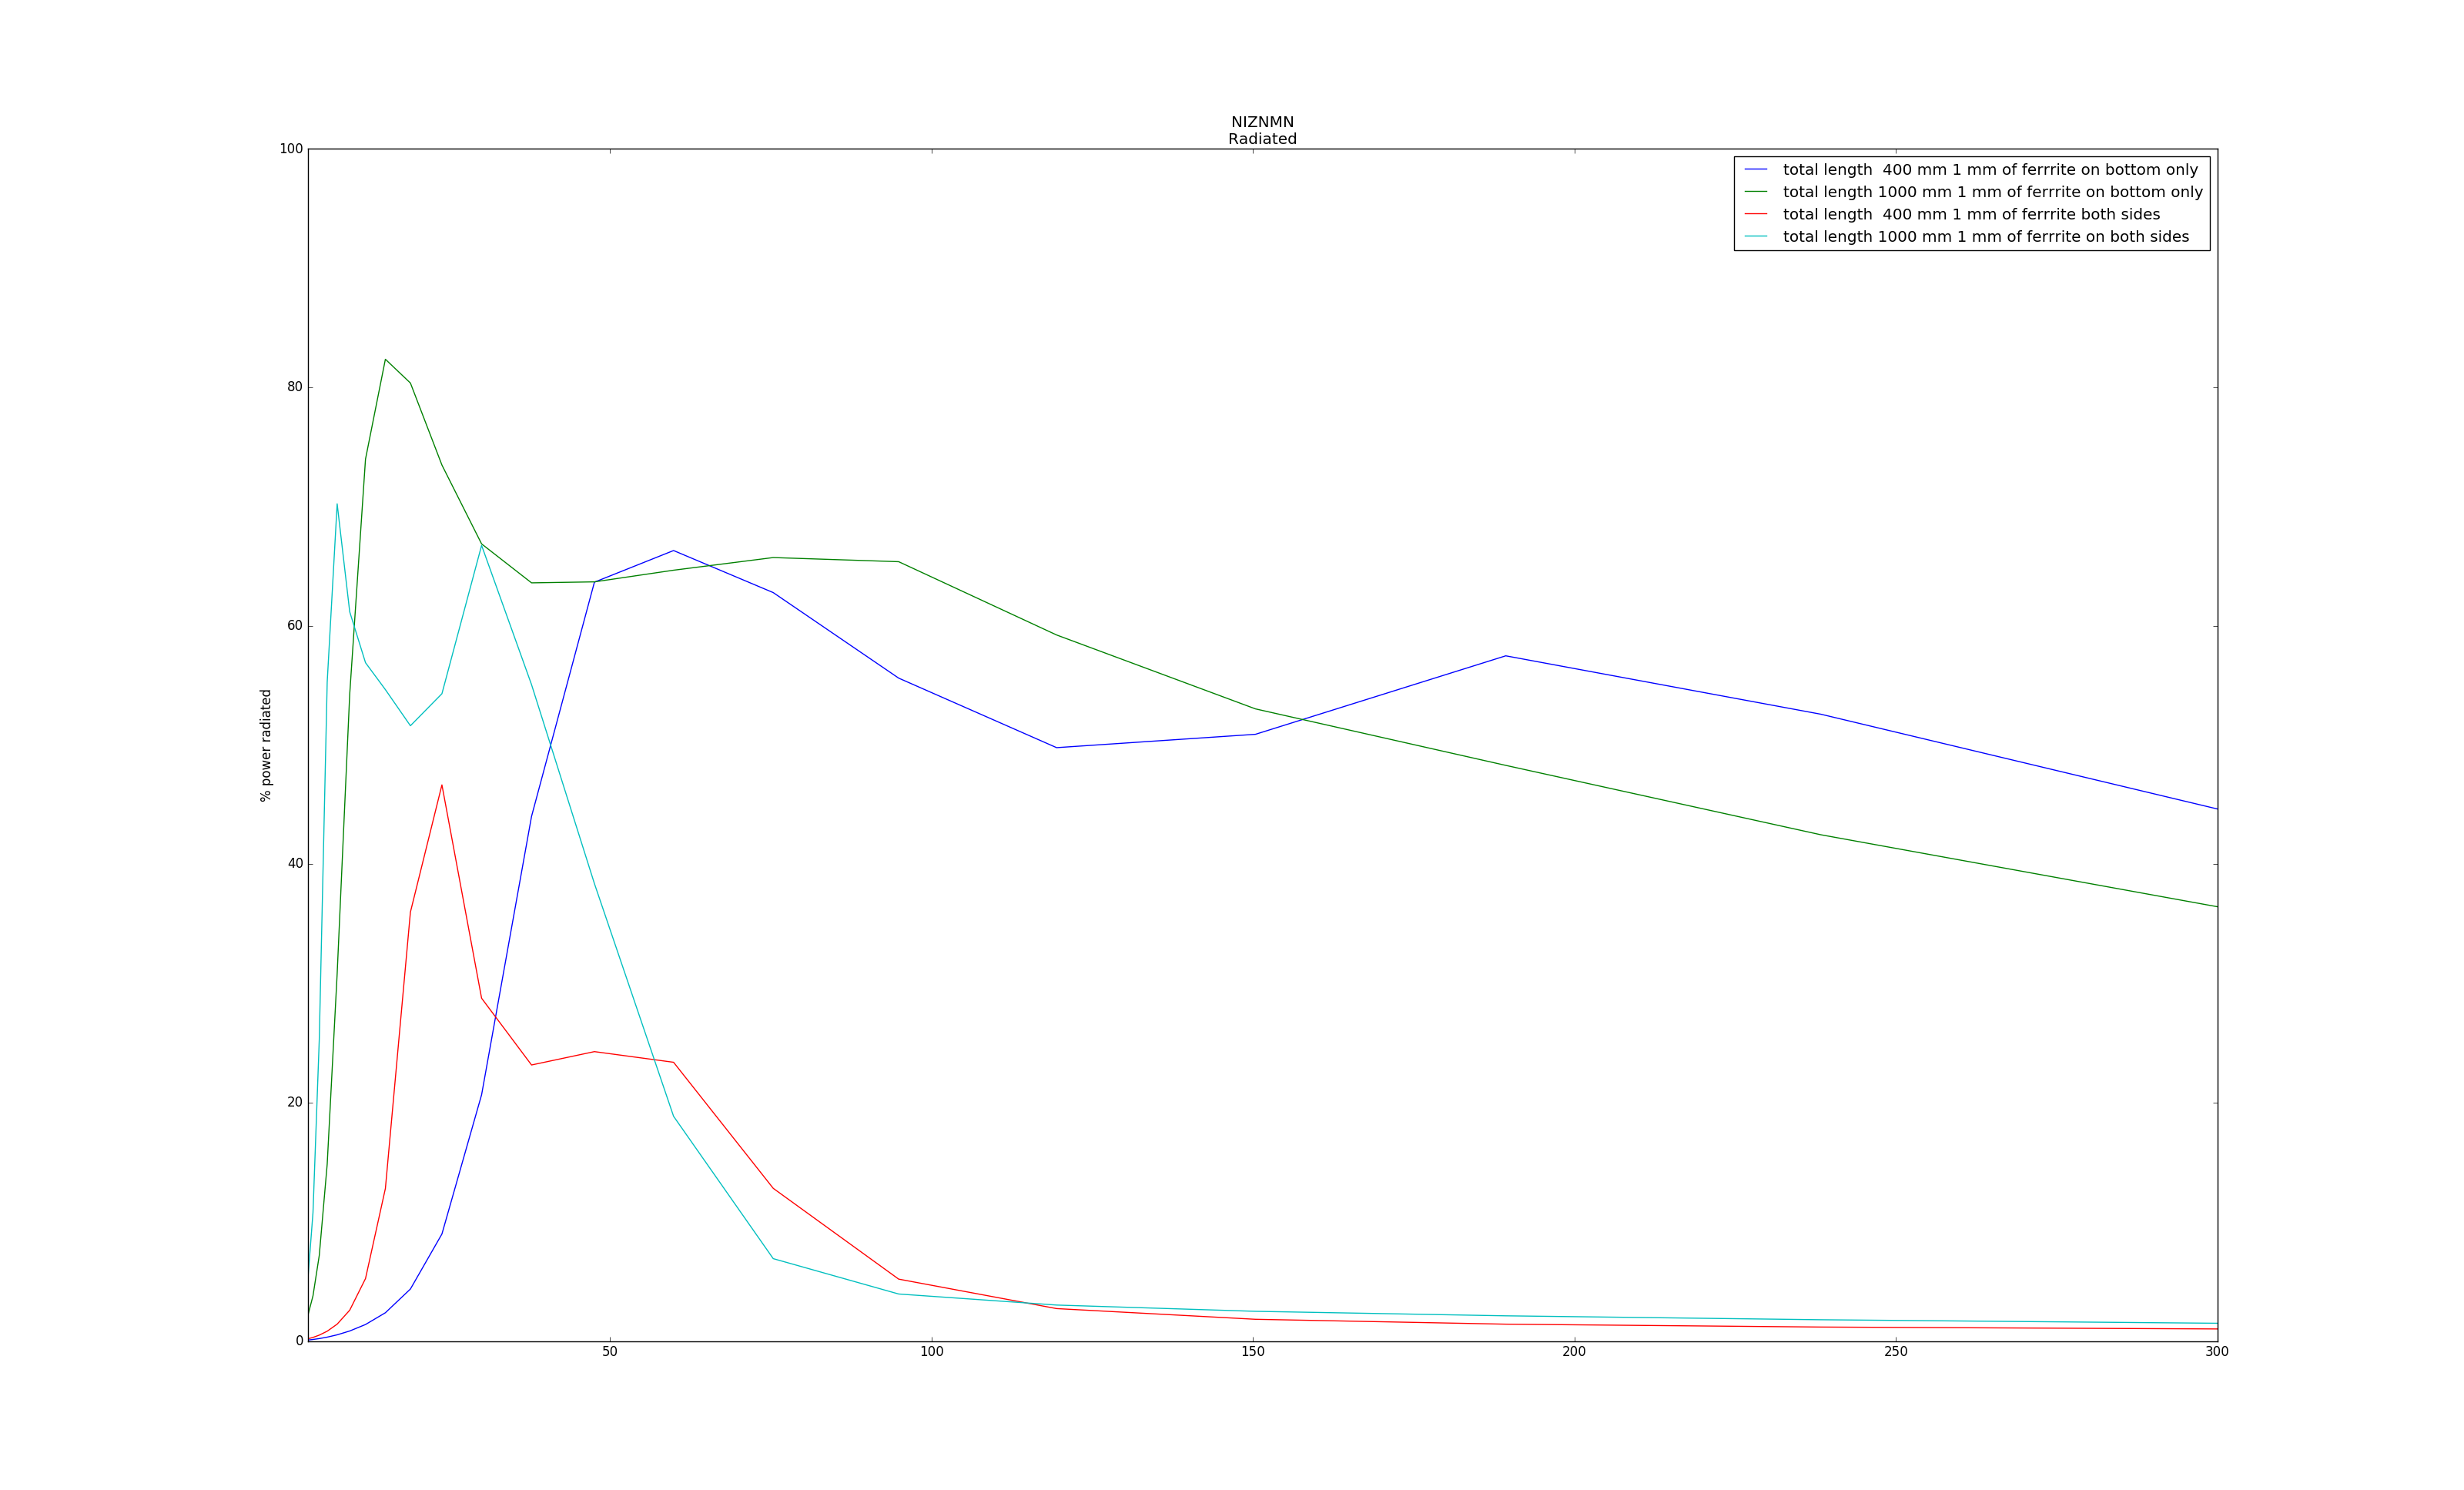 NIZNMN
Radiated
100
80
60
40
20
0
% power radiated
total length  400 mm 1 mm of ferrrite on bottom only
total length 1000 mm 1 mm of ferrrite on bottom only
total length  400 mm 1 mm of ferrrite both sides
total length 1000 mm 1 mm of ferrrite on both sides
50 100 150 200 250 300